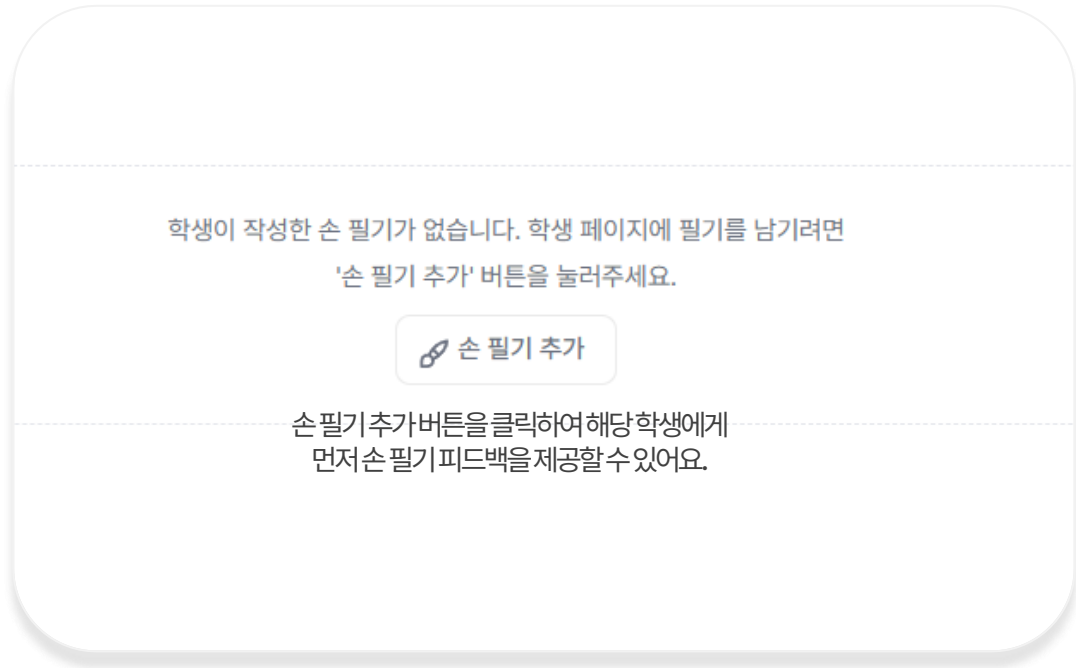 학생이 작성한 손 필기가 없습니다. 학생 페이지에 필기를 남기려면
'손 필기 추가' 버튼을 눌러주세요.
손 필기 추가
손 필기 추가 버튼을 클릭하여 해당 학생에게
먼저 손 필기 피드백을 제공할 수 있어요.